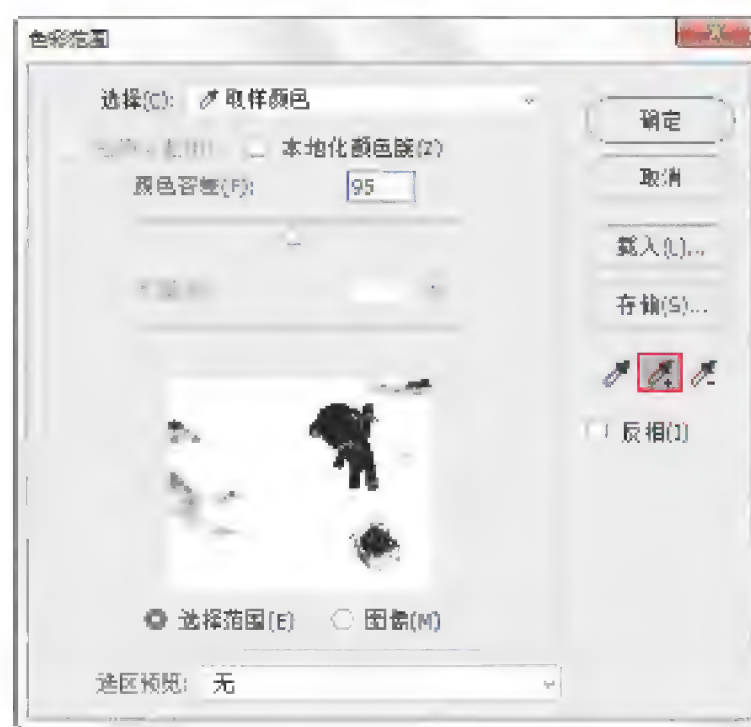 色彩范围
选择(C): 取样颜色
本地化颜色簇(Z)
颜色容差(F): 95
选择范围(E) 图像(M)
选区预览: 无
确定
取消
载入(L)...
存储(S)...
反相(I)